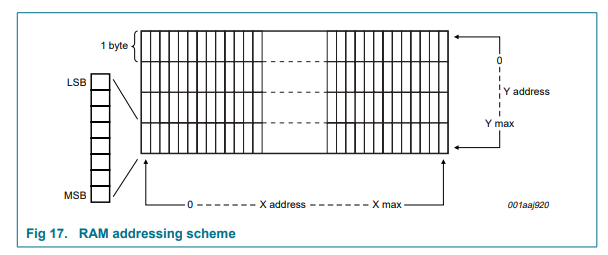 1 byte
LSB
MSB
0
Y address
Y max
0 X address X max
001aaj920
Fig 17. RAM addressing scheme